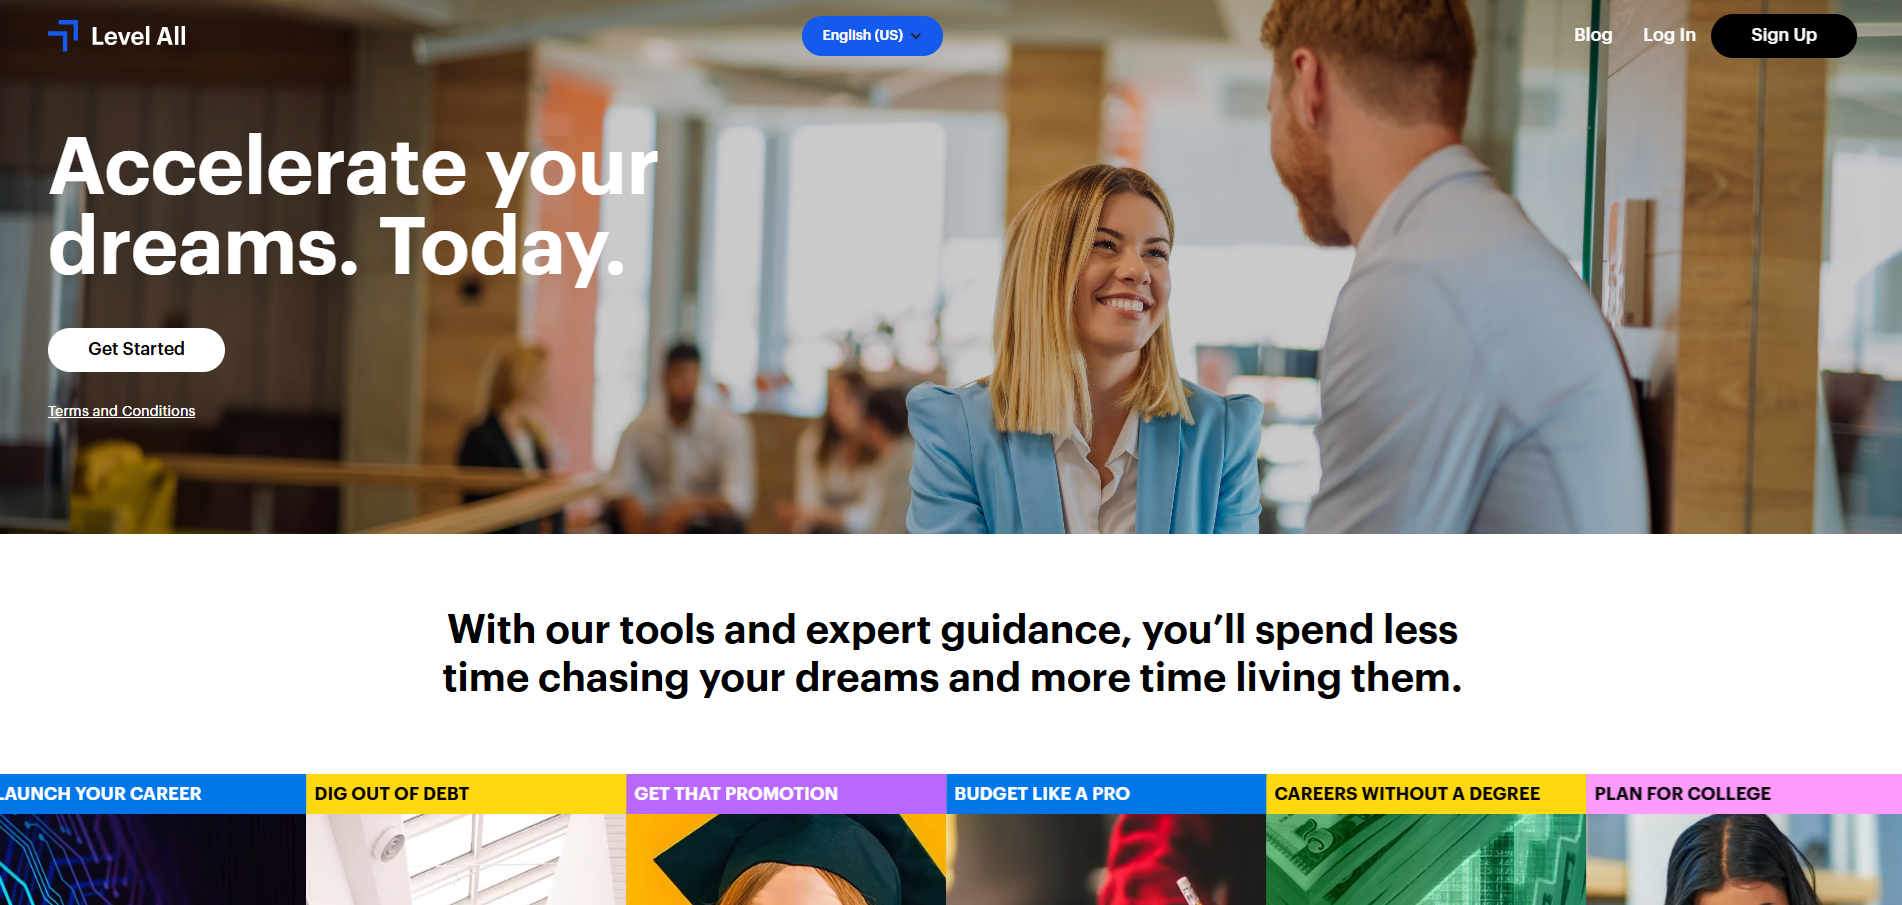 Level All
English (US)
Blog
Log In
Sign Up
Accelerate your
dreams. Today.
Get Started
Terms and Conditions
With our tools and expert guidance, you’ll spend less
time chasing your dreams and more time living them.
LAUNCH YOUR CAREER
DIG OUT OF DEBT
GET THAT PROMOTION
BUDGET LIKE A PRO
CAREERS WITHOUT A DEGREE
PLAN FOR COLLEGE